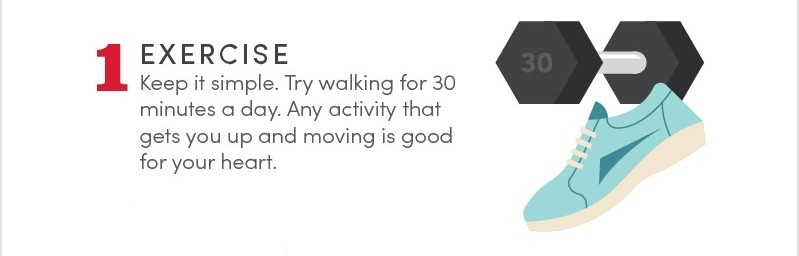 1 EXERCISE
Keep it simple. Try walking for 30
minutes a day. Any activity that
gets you up and moving is good
for your heart.
30